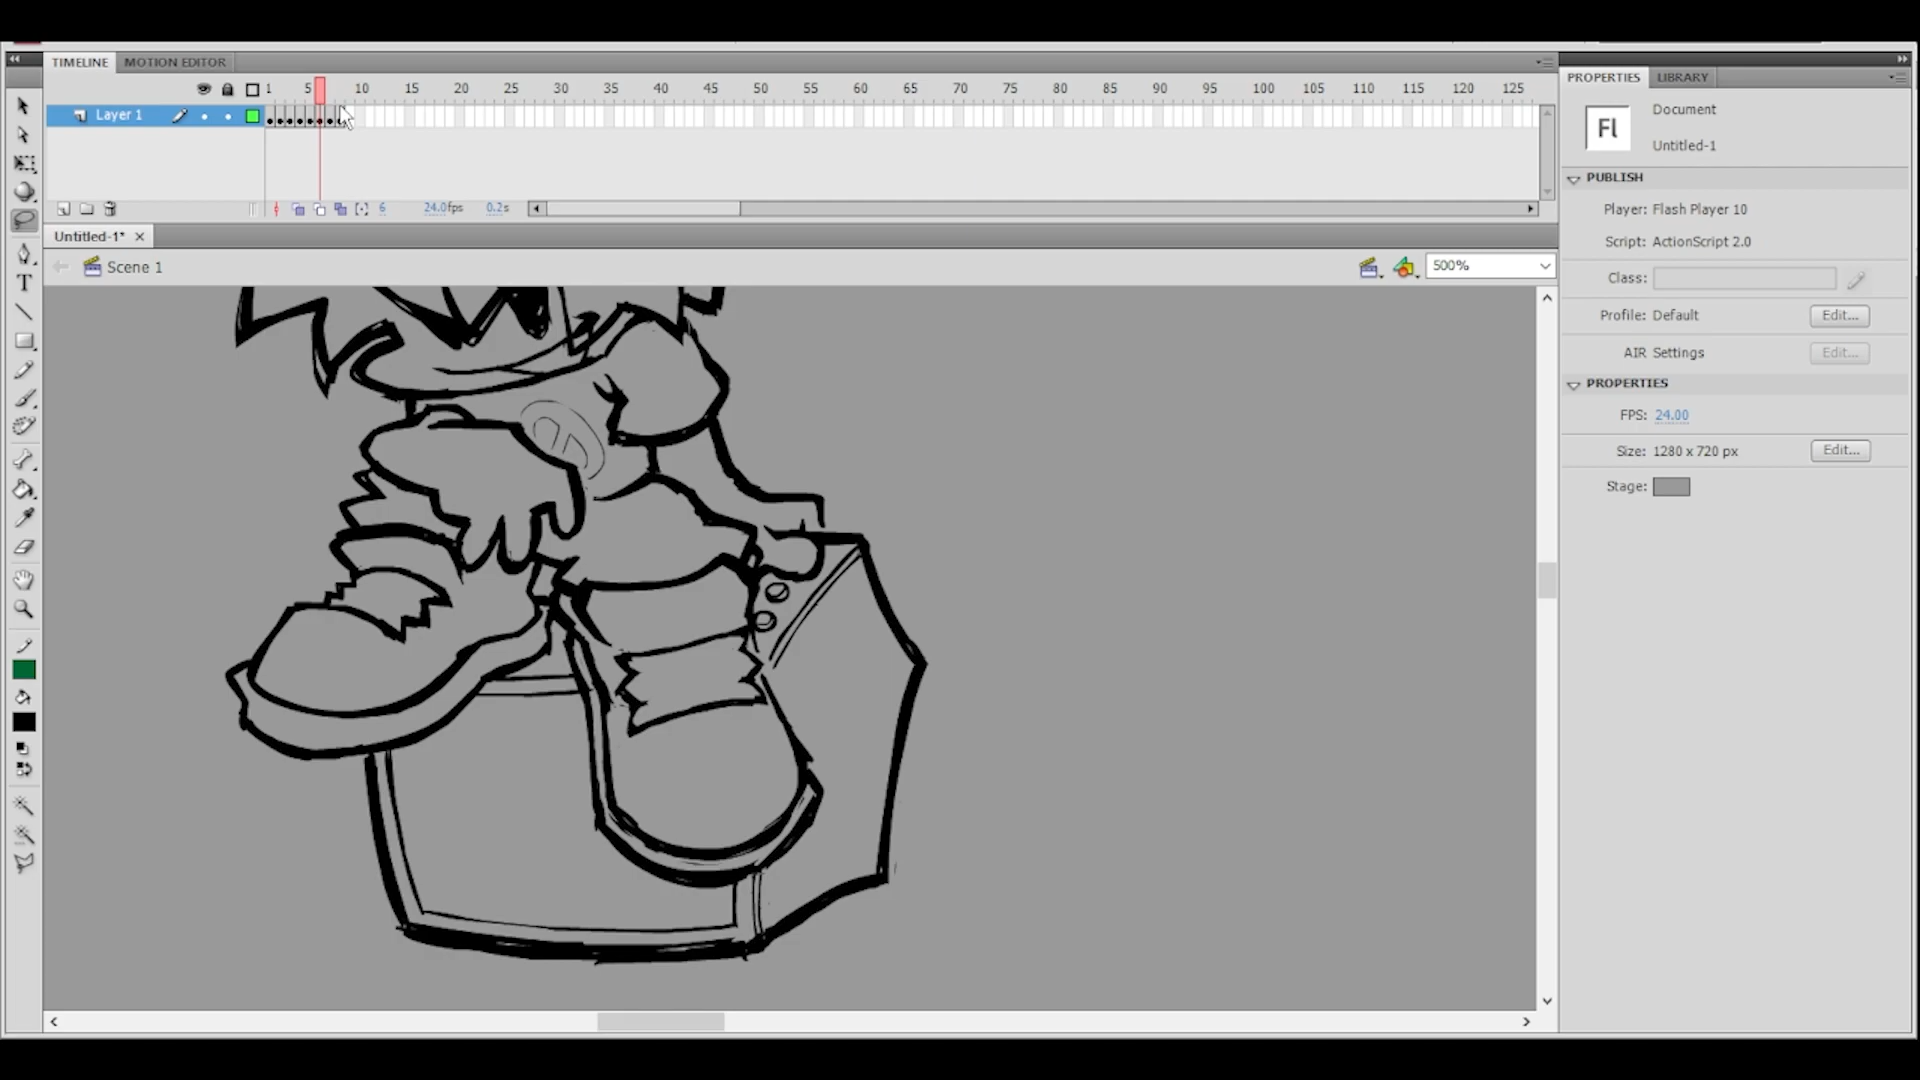 TIMELINE MOTION EDITOR
1 5 10 15 20 25 30 35 40 45 50 55 60 65 70 75 80 85 90 95 100 105 110 115 120 125
Layer 1
6 24.0fps 0.2s
Untitled-1* ×
Scene 1
500%
PROPERTIES LIBRARY
Fl
Document
Untitled-1
PUBLISH
Player: Flash Player 10
Script: ActionScript 2.0
Class:
Profile: Default Edit...
AIR Settings Edit...
PROPERTIES
FPS: 24.00
Size: 1280 x 720 px Edit...
Stage:
T